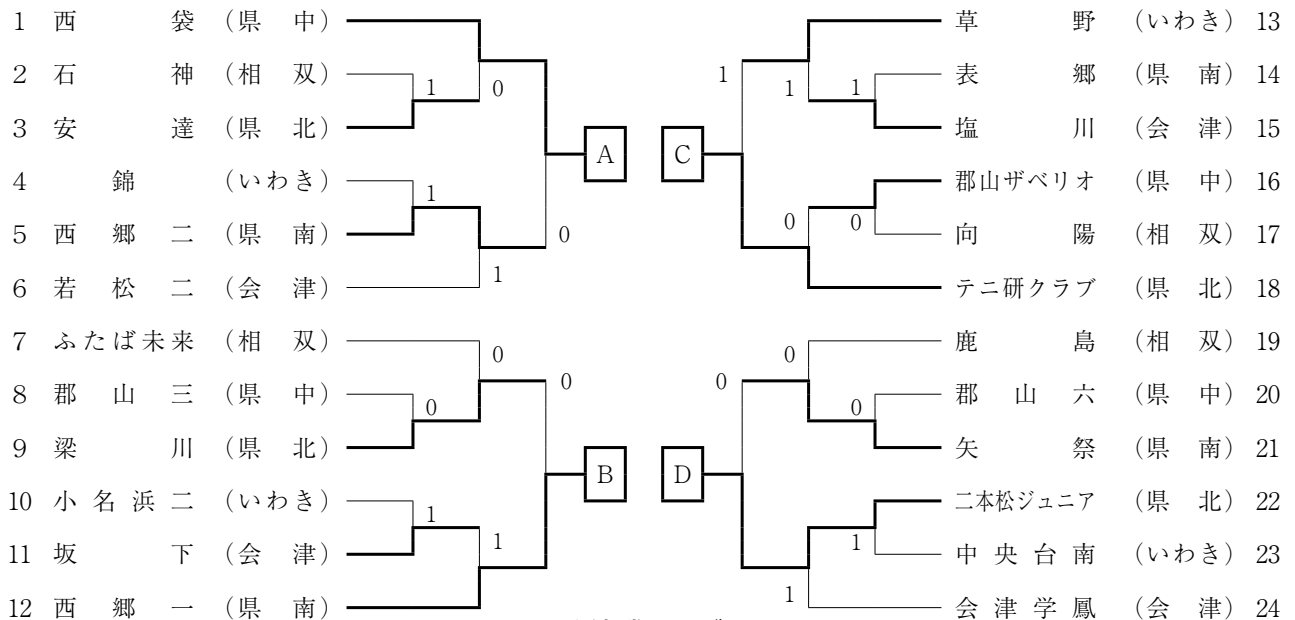 1 西 袋 (県 中) 草 野 (いわき) 13
2 石 神 (相 双) 1 0 1 1 1 表 郷 (県 南) 14
3 安 達 (県 北) 塩 川 (会 津) 15
A C
4 錦 (いわき) 1 郡山ザベリオ (県 中) 16
5 西 郷 二 (県 南) 0 0 0 向 陽 (相 双) 17
6 若 松 二 (会 津) 1 テニ研クラブ (県 北) 18
7 ふたば未来 (相 双) 0 0 鹿 島 (相 双) 19
8 郡 山 三 (県 中) 0 0 0 0 郡 山 六 (県 中) 20
9 梁 川 (県 北) 矢 祭 (県 南) 21
B D
10 小 名 浜 二 (いわき) 1 二本松ジュニア (県 北) 22
11 坂 下 (会 津) 1 1 中 央 台 南 (いわき) 23
12 西 郷 一 (県 南) 1 会 津 学 鳳 (会 津) 24